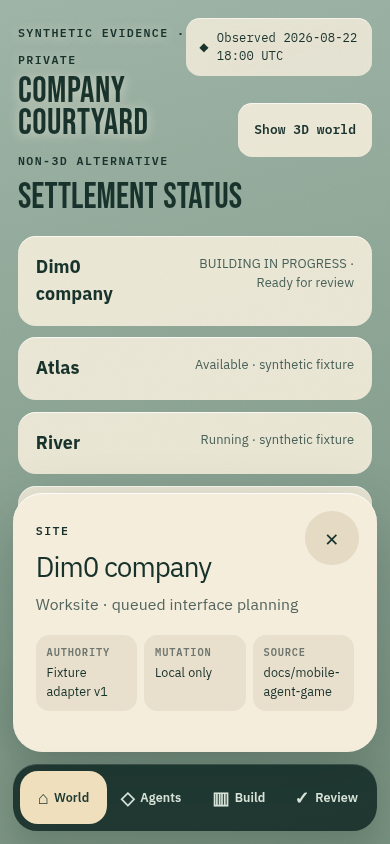 SYNTHETIC EVIDENCE ·
PRIVATE
COMPANY
COURTYARD
◆ Observed 2026-08-22
18:00 UTC
Show 3D world
NON-3D ALTERNATIVE
SETTLEMENT STATUS
Dim0
company
BUILDING IN PROGRESS ·
Ready for review
Atlas
Available · synthetic fixture
River
Running · synthetic fixture
SITE
×
Dim0 company
Worksite · queued interface planning
AUTHORITY
Fixture
adapter v1
MUTATION
Local only
SOURCE
docs/mobile-
agent-game
⌂ World
◇ Agents
▥ Build
✓ Review